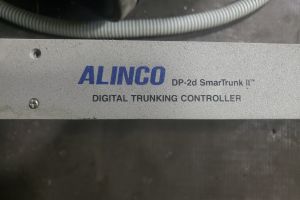 ALINCO DP-2d SmarTrunk II™
DIGITAL TRUNKING CONTROLLER